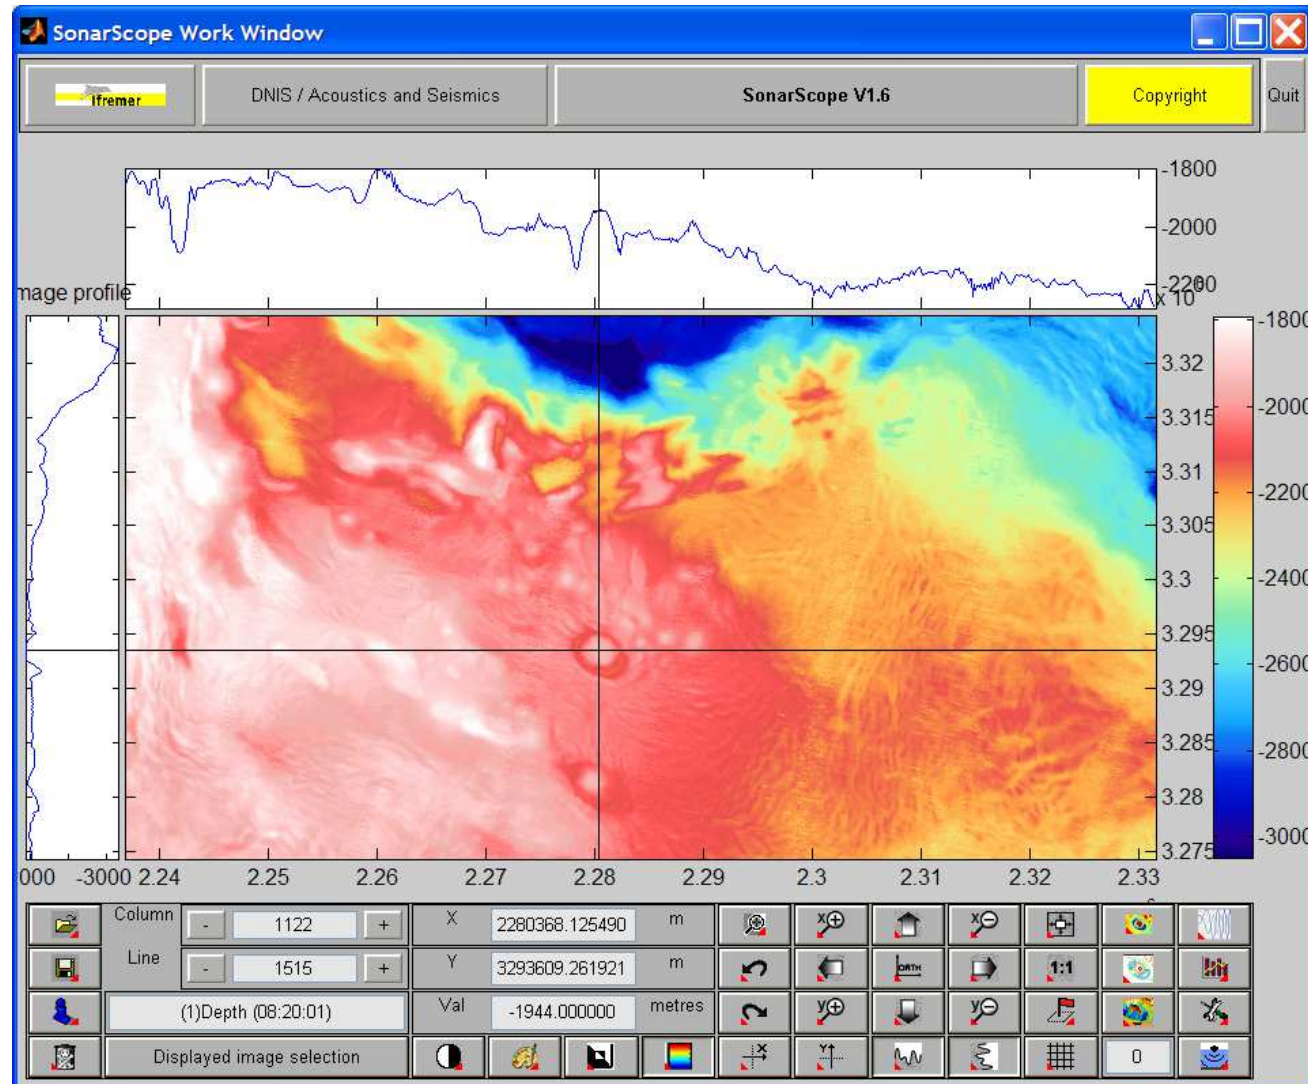 SonarScope Work Window
Ifremer
DNIS / Acoustics and Seismics
SonarScope V1.6
Copyright
Quit
-1800
-2000
-2200
mage profile
x 10
-1800
3.32
3.315
-2000
3.31
-2200
3.305
3.3
-2400
3.295
-2600
3.29
3.285
-2800
3.28
-3000
3.275
000 -3000 2.24 2.25 2.26 2.27 2.28 2.29 2.3 2.31 2.32 2.33
Column - 1122 + X 2280368.125490 m
Line - 1515 + Y 3293609.261921 m
ORTH
1:1
(1)Depth (08:20:01) Val -1944.000000 metres
Displayed image selection
0